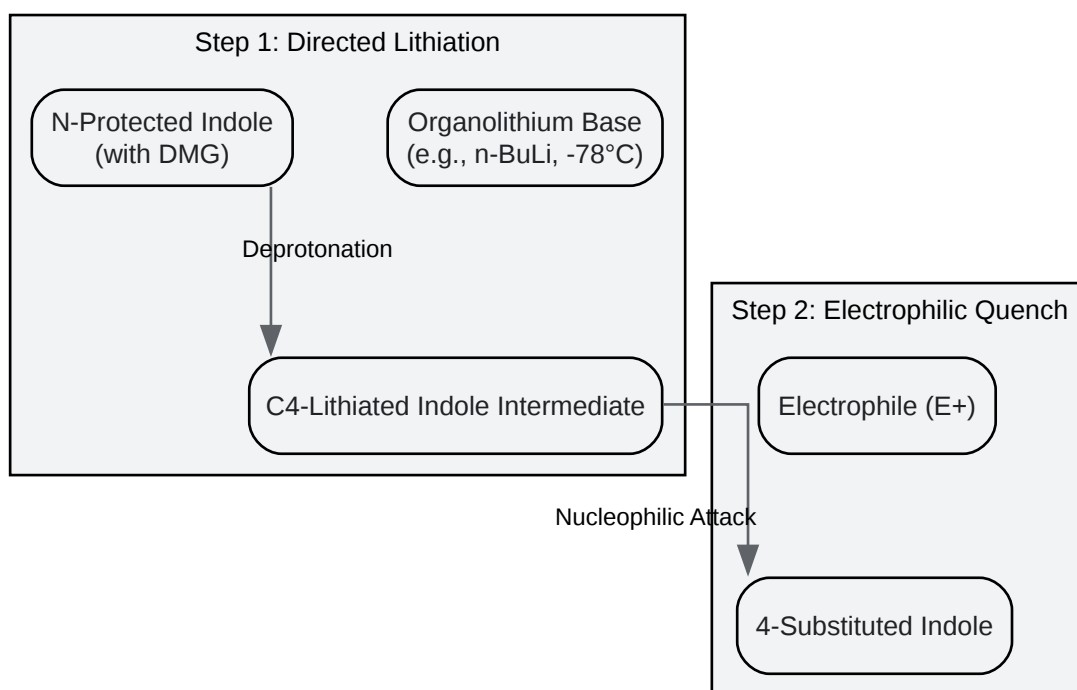 Step 1: Directed Lithiation
N-Protected Indole
(with DMG)
Organolithium Base
(e.g., n-BuLi, -78°C)
Deprotonation
C4-Lithiated Indole Intermediate
Step 2: Electrophilic Quench
Electrophile (E+)
Nucleophilic Attack
4-Substituted Indole